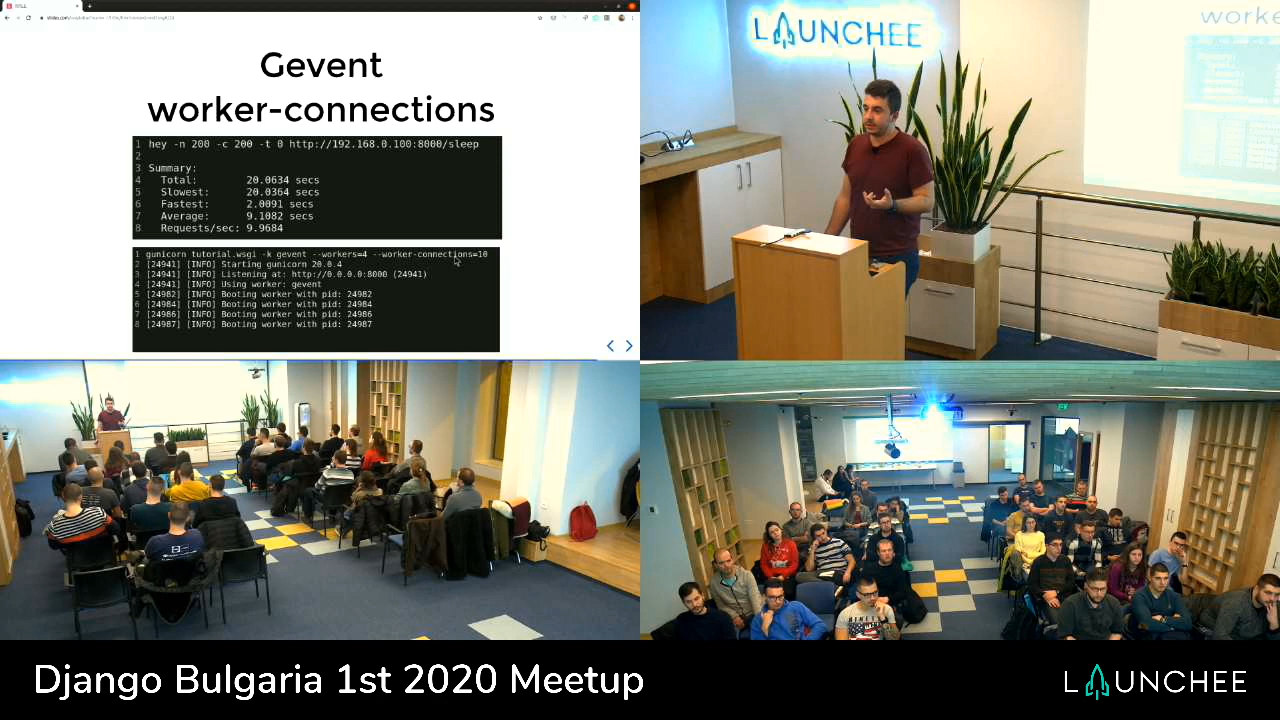 Gevent
worker-connections
1 hey -n 200 -c 200 -t 0 http://192.168.0.100:8000/sleep
2
3 Summary:
4 Total: 20.0634 secs
5 Slowest: 20.0364 secs
6 Fastest: 2.0091 secs
7 Average: 9.1082 secs
8 Requests/sec: 9.9684
1 gunicorn tutorial.wsgi -k gevent --workers=4 --worker-connections=10
2 [24941] [INFO] Starting gunicorn 20.0.4
3 [24941] [INFO] Listening at: http://0.0.0.0:8000 (24941)
4 [24941] [INFO] Using worker: gevent
5 [24982] [INFO] Booting worker with pid: 24982
6 [24984] [INFO] Booting worker with pid: 24984
7 [24986] [INFO] Booting worker with pid: 24986
8 [24987] [INFO] Booting worker with pid: 24987
LAUNCHEE
worke
Django Bulgaria 1st 2020 Meetup
LAUNCHEE